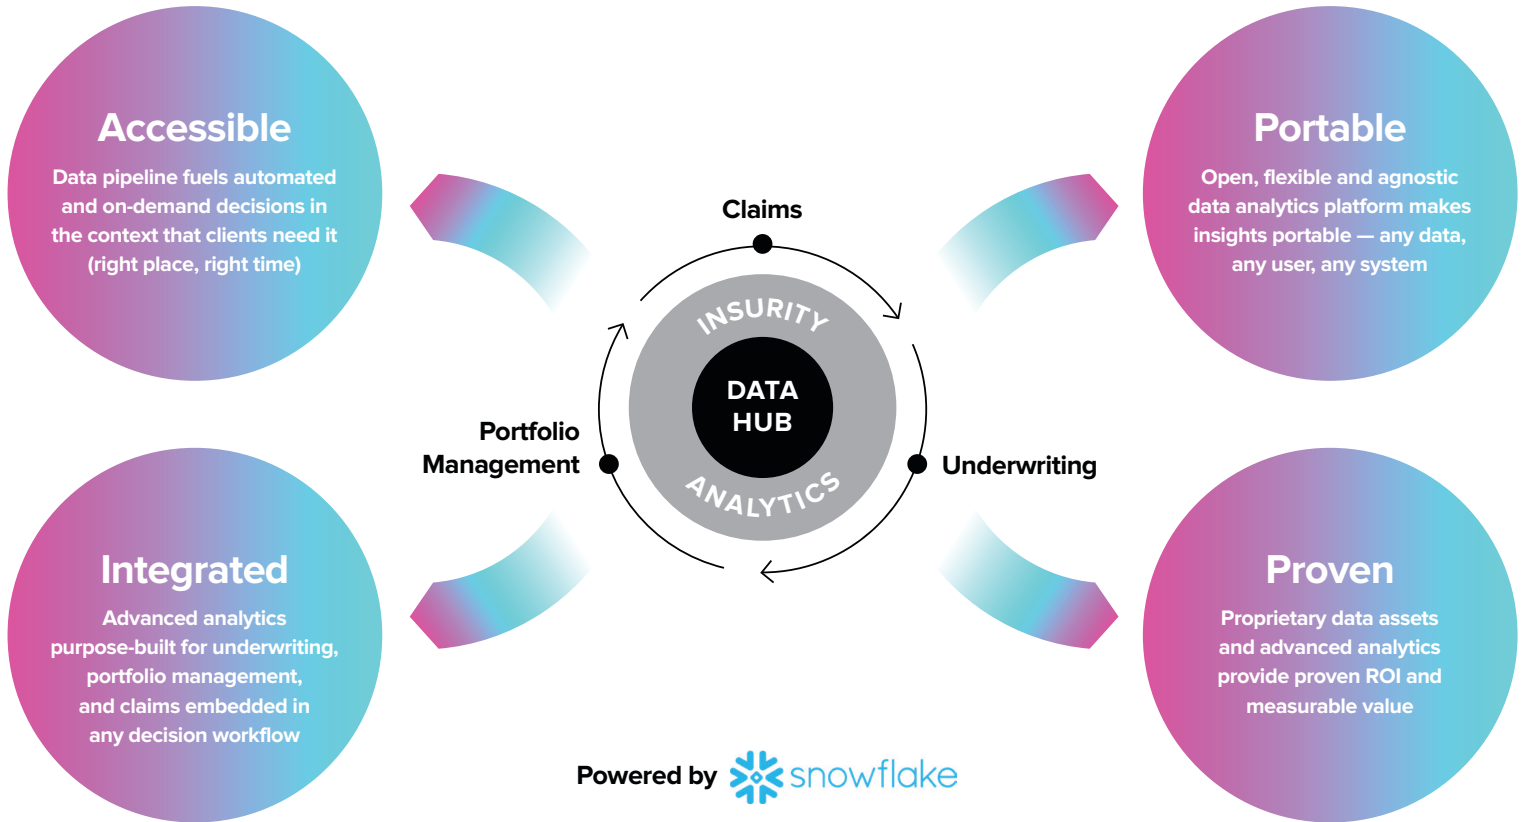 Accessible
Data pipeline fuels automated
and on-demand decisions in
the context that clients need it
(right place, right time)
Portable
Open, flexible and agnostic
data analytics platform makes
insights portable — any data,
any user, any system
Claims
INSURITY
DATA
HUB
ANALYTICS
Portfolio
Management
Underwriting
Integrated
Advanced analytics
purpose-built for underwriting,
portfolio management,
and claims embedded in
any decision workflow
Proven
Proprietary data assets
and advanced analytics
provide proven ROI and
measurable value
Powered by snowflake